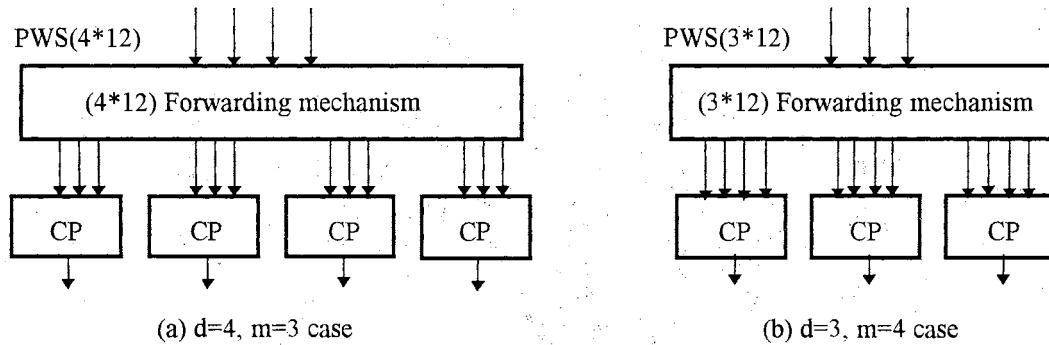 PWS(4*12)
(4*12) Forwarding mechanism
CP CP CP CP
(a) d=4, m=3 case
PWS(3*12)
(3*12) Forwarding mechanism
CP CP CP
(b) d=3, m=4 case